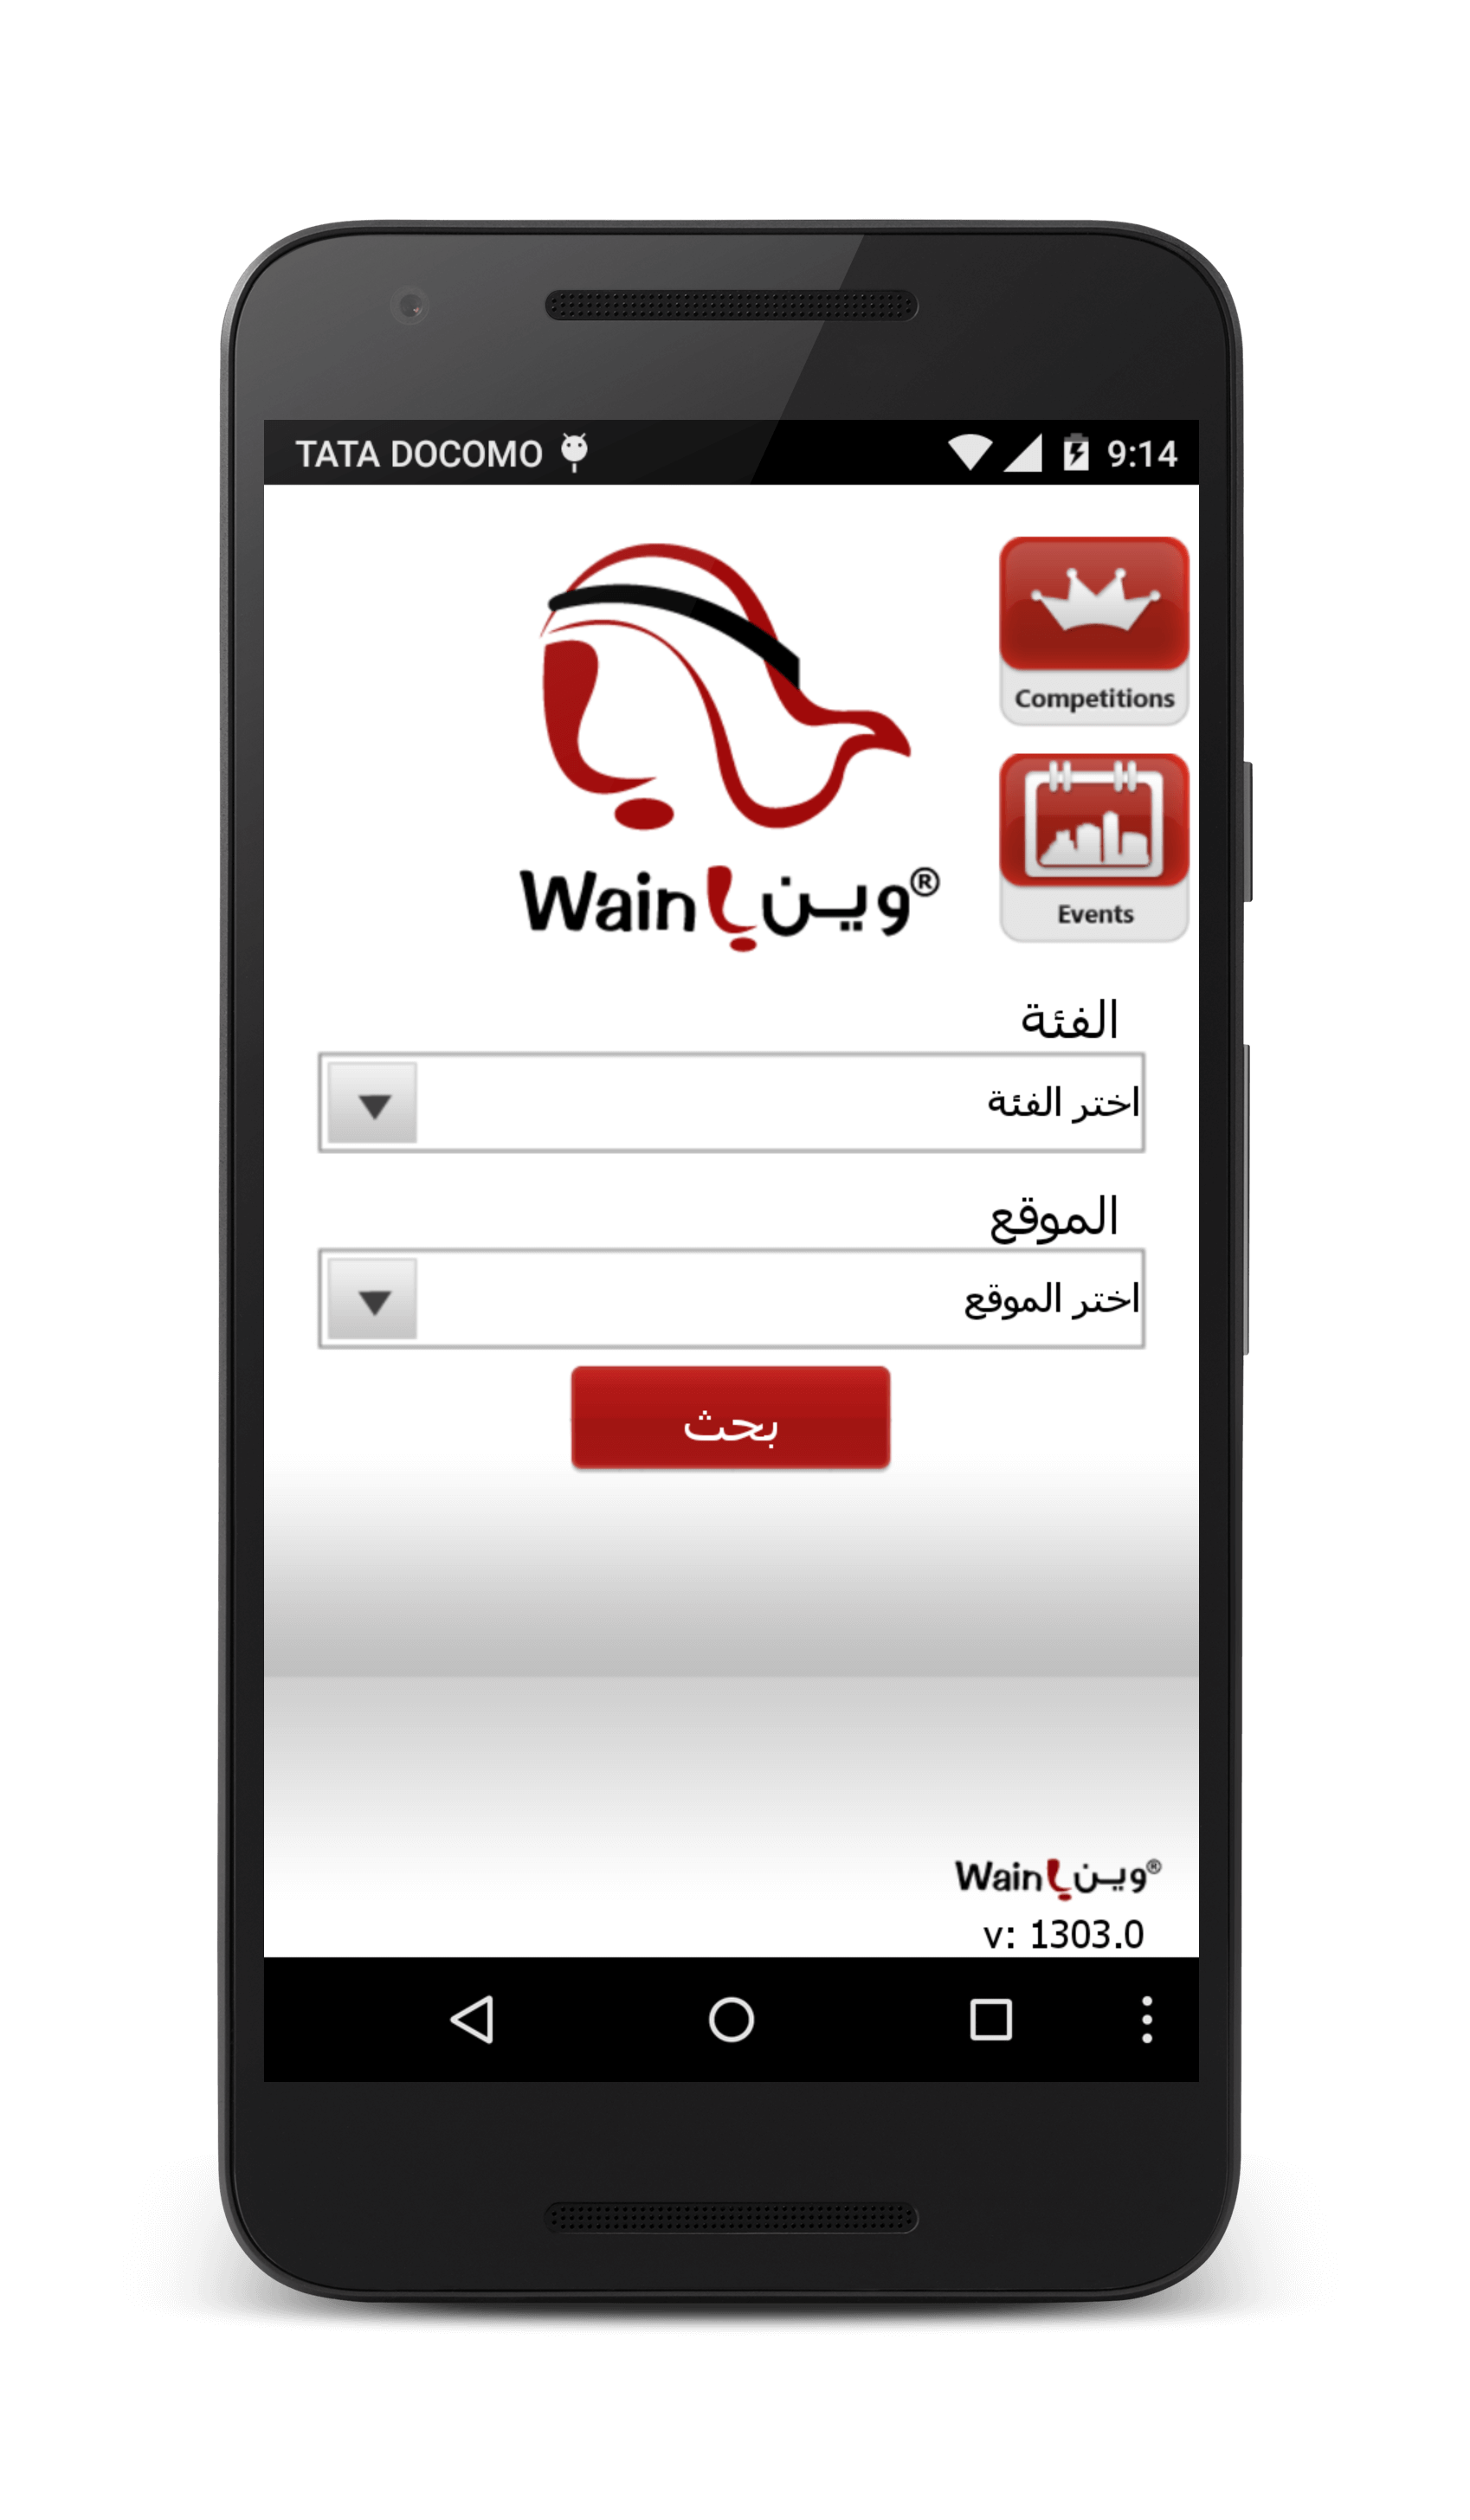 TATA DOCOMO 9:14
Competitions
Events
Wain وين®
الفئة
اختر الفئة
الموقع
اختر الموقع
بحث
Wain وين®
v: 1303.0